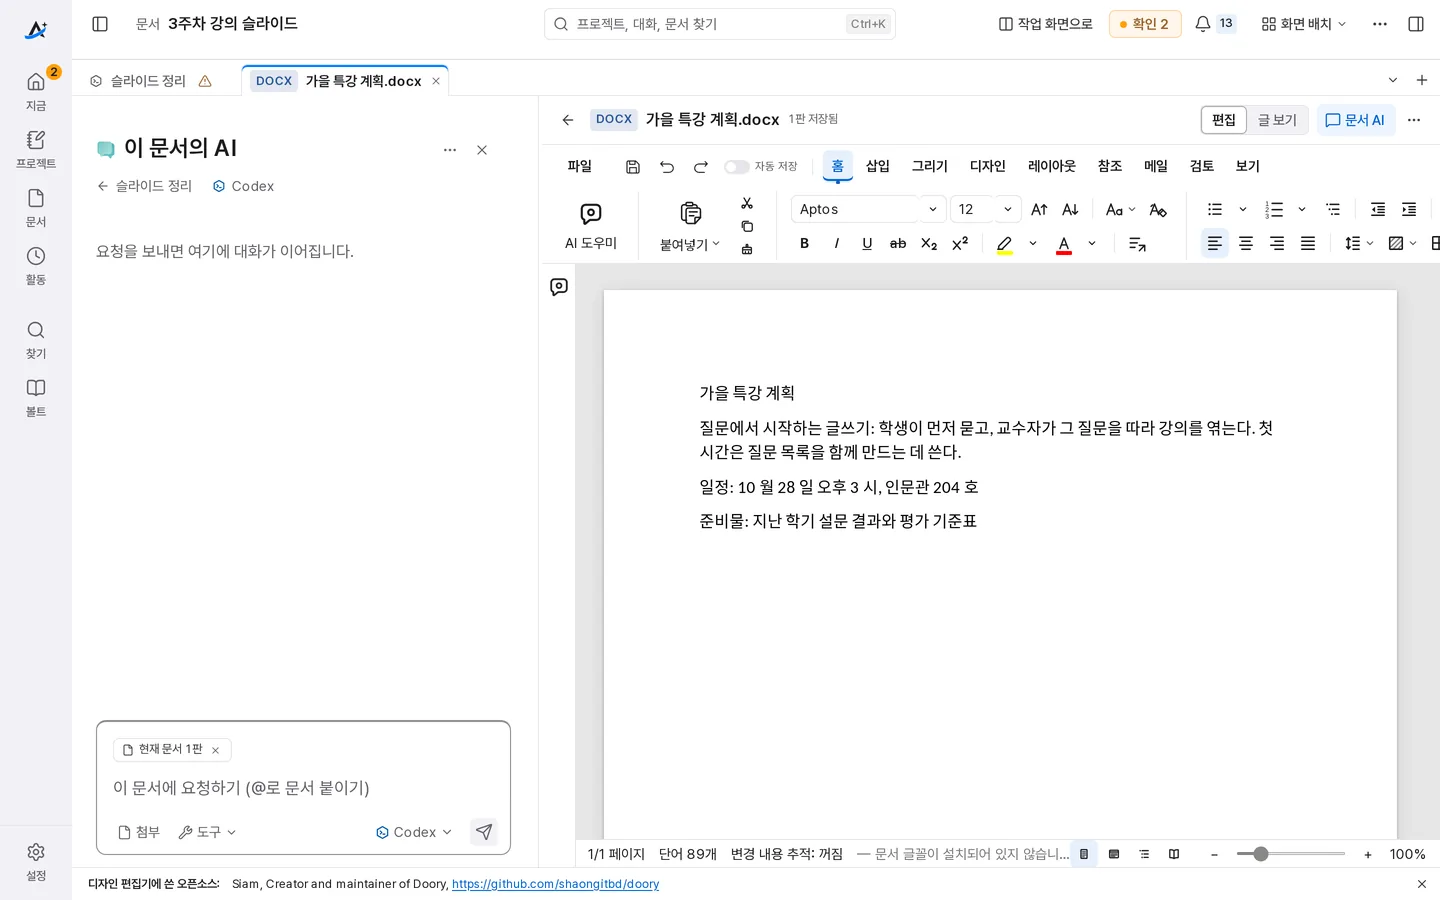 문서 3주차 강의 슬라이드
프로젝트, 대화, 문서 찾기 Ctrl+K
작업 화면으로
확인 2
13
화면 배치
2
지금
프로젝트
문서
활동
찾기
볼트
설정
슬라이드 정리
DOCX 가을 특강 계획.docx
이 문서의 AI
슬라이드 정리 Codex
요청을 보내면 여기에 대화가 이어집니다.
현재 문서 1판
이 문서에 요청하기 (@로 문서 붙이기)
첨부 도구 Codex
DOCX 가을 특강 계획.docx 1판 저장됨
편집 글 보기 문서 AI
파일 자동 저장 홈 삽입 그리기 디자인 레이아웃 참조 메일 검토 보기
AI 도우미
붙여넣기
Aptos 12
가을 특강 계획
질문에서 시작하는 글쓰기: 학생이 먼저 묻고, 교수자가 그 질문을 따라 강의를 엮는다. 첫
시간은 질문 목록을 함께 만드는 데 쓴다.
일정: 10 월 28 일 오후 3 시, 인문관 204 호
준비물: 지난 학기 설문 결과와 평가 기준표
1/1 페이지 단어 89개 변경 내용 추적: 꺼짐 — 문서 글꼴이 설치되어 있지 않습니... 100%
디자인 편집기에 쓴 오픈소스: Siam, Creator and maintainer of Doory, https://github.com/shaongitbd/doory